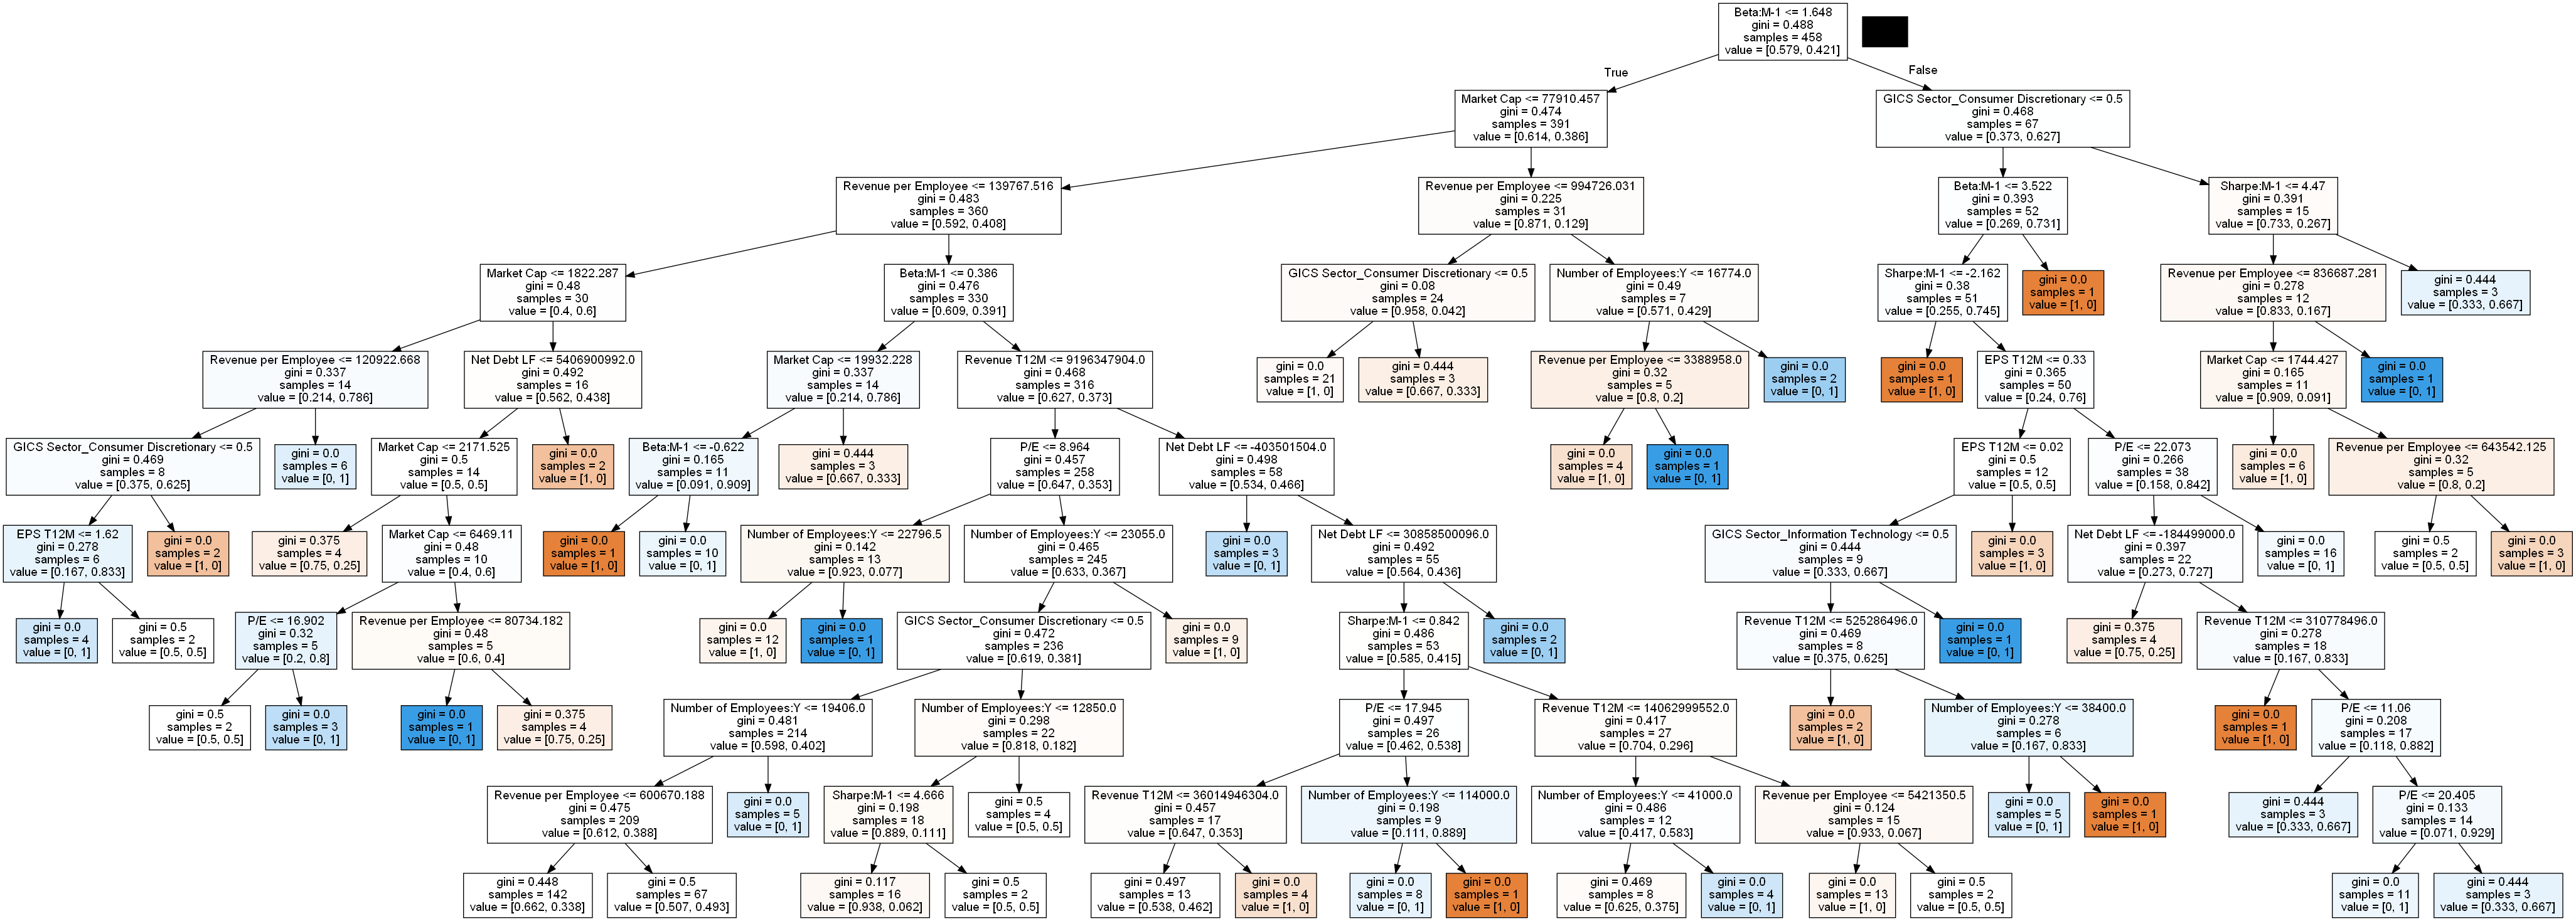 Beta:M-1 <= 1.648
gini = 0.488
samples = 458
value = [0.579, 0.421]
True
False
Market Cap <= 77910.457
gini = 0.474
samples = 391
value = [0.614, 0.386]
GICS Sector_Consumer Discretionary <= 0.5
gini = 0.468
samples = 67
value = [0.373, 0.627]
Revenue per Employee <= 139767.516
gini = 0.483
samples = 360
value = [0.592, 0.408]
Revenue per Employee <= 994726.031
gini = 0.225
samples = 31
value = [0.871, 0.129]
Beta:M-1 <= 3.522
gini = 0.393
samples = 52
value = [0.269, 0.731]
Sharpe:M-1 <= 4.47
gini = 0.391
samples = 15
value = [0.733, 0.267]
Market Cap <= 1822.287
gini = 0.48
samples = 30
value = [0.4, 0.6]
Beta:M-1 <= 0.386
gini = 0.476
samples = 330
value = [0.609, 0.391]
GICS Sector_Consumer Discretionary <= 0.5
gini = 0.08
samples = 24
value = [0.958, 0.042]
Number of Employees:Y <= 16774.0
gini = 0.49
samples = 7
value = [0.571, 0.429]
Sharpe:M-1 <= -2.162
gini = 0.38
samples = 51
value = [0.255, 0.745]
gini = 0.0
samples = 1
value = [1, 0]
Revenue per Employee <= 836687.281
gini = 0.278
samples = 12
value = [0.833, 0.167]
gini = 0.444
samples = 3
value = [0.333, 0.667]
Revenue per Employee <= 120922.668
gini = 0.337
samples = 14
value = [0.214, 0.786]
Net Debt LF <= 5406900992.0
gini = 0.492
samples = 16
value = [0.562, 0.438]
Market Cap <= 19932.228
gini = 0.337
samples = 14
value = [0.214, 0.786]
Revenue T12M <= 9196347904.0
gini = 0.468
samples = 316
value = [0.627, 0.373]
gini = 0.0
samples = 21
value = [1, 0]
gini = 0.444
samples = 3
value = [0.667, 0.333]
Revenue per Employee <= 3388958.0
gini = 0.32
samples = 5
value = [0.8, 0.2]
gini = 0.0
samples = 2
value = [0, 1]
gini = 0.0
samples = 1
value = [1, 0]
EPS T12M <= 0.33
gini = 0.365
samples = 50
value = [0.24, 0.76]
Market Cap <= 1744.427
gini = 0.165
samples = 11
value = [0.909, 0.091]
gini = 0.0
samples = 1
value = [0, 1]
GICS Sector_Consumer Discretionary <= 0.5
gini = 0.469
samples = 8
value = [0.375, 0.625]
gini = 0.0
samples = 6
value = [0, 1]
Market Cap <= 2171.525
gini = 0.5
samples = 14
value = [0.5, 0.5]
gini = 0.0
samples = 2
value = [1, 0]
Beta:M-1 <= -0.622
gini = 0.165
samples = 11
value = [0.091, 0.909]
gini = 0.444
samples = 3
value = [0.667, 0.333]
P/E <= 8.964
gini = 0.457
samples = 258
value = [0.647, 0.353]
Net Debt LF <= -403501504.0
gini = 0.498
samples = 58
value = [0.534, 0.466]
gini = 0.0
samples = 4
value = [1, 0]
gini = 0.0
samples = 1
value = [0, 1]
EPS T12M <= 0.02
gini = 0.5
samples = 12
value = [0.5, 0.5]
P/E <= 22.073
gini = 0.266
samples = 38
value = [0.158, 0.842]
gini = 0.0
samples = 6
value = [1, 0]
Revenue per Employee <= 643542.125
gini = 0.32
samples = 5
value = [0.8, 0.2]
EPS T12M <= 1.62
gini = 0.278
samples = 6
value = [0.167, 0.833]
gini = 0.0
samples = 2
value = [1, 0]
gini = 0.375
samples = 4
value = [0.75, 0.25]
Market Cap <= 6469.11
gini = 0.48
samples = 10
value = [0.4, 0.6]
gini = 0.0
samples = 1
value = [1, 0]
gini = 0.0
samples = 10
value = [0, 1]
Number of Employees:Y <= 22796.5
gini = 0.142
samples = 13
value = [0.923, 0.077]
Number of Employees:Y <= 23055.0
gini = 0.465
samples = 245
value = [0.633, 0.367]
gini = 0.0
samples = 3
value = [0, 1]
Net Debt LF <= 30858500096.0
gini = 0.492
samples = 55
value = [0.564, 0.436]
GICS Sector_Information Technology <= 0.5
gini = 0.444
samples = 9
value = [0.333, 0.667]
gini = 0.0
samples = 3
value = [1, 0]
Net Debt LF <= -184499000.0
gini = 0.397
samples = 22
value = [0.273, 0.727]
gini = 0.0
samples = 16
value = [0, 1]
gini = 0.5
samples = 2
value = [0.5, 0.5]
gini = 0.0
samples = 3
value = [1, 0]
gini = 0.0
samples = 4
value = [0, 1]
gini = 0.5
samples = 2
value = [0.5, 0.5]
P/E <= 16.902
gini = 0.32
samples = 5
value = [0.2, 0.8]
Revenue per Employee <= 80734.182
gini = 0.48
samples = 5
value = [0.6, 0.4]
gini = 0.0
samples = 12
value = [1, 0]
gini = 0.0
samples = 1
value = [0, 1]
GICS Sector_Consumer Discretionary <= 0.5
gini = 0.472
samples = 236
value = [0.619, 0.381]
gini = 0.0
samples = 9
value = [1, 0]
Sharpe:M-1 <= 0.842
gini = 0.486
samples = 53
value = [0.585, 0.415]
gini = 0.0
samples = 2
value = [0, 1]
Revenue T12M <= 525286496.0
gini = 0.469
samples = 8
value = [0.375, 0.625]
gini = 0.0
samples = 1
value = [0, 1]
gini = 0.375
samples = 4
value = [0.75, 0.25]
Revenue T12M <= 310778496.0
gini = 0.278
samples = 18
value = [0.167, 0.833]
gini = 0.5
samples = 2
value = [0.5, 0.5]
gini = 0.0
samples = 3
value = [0, 1]
gini = 0.0
samples = 1
value = [0, 1]
gini = 0.375
samples = 4
value = [0.75, 0.25]
Number of Employees:Y <= 19406.0
gini = 0.481
samples = 214
value = [0.598, 0.402]
Number of Employees:Y <= 12850.0
gini = 0.298
samples = 22
value = [0.818, 0.182]
P/E <= 17.945
gini = 0.497
samples = 26
value = [0.462, 0.538]
Revenue T12M <= 14062999552.0
gini = 0.417
samples = 27
value = [0.704, 0.296]
gini = 0.0
samples = 2
value = [1, 0]
Number of Employees:Y <= 38400.0
gini = 0.278
samples = 6
value = [0.167, 0.833]
gini = 0.0
samples = 1
value = [1, 0]
P/E <= 11.06
gini = 0.208
samples = 17
value = [0.118, 0.882]
Revenue per Employee <= 600670.188
gini = 0.475
samples = 209
value = [0.612, 0.388]
gini = 0.0
samples = 5
value = [0, 1]
Sharpe:M-1 <= 4.666
gini = 0.198
samples = 18
value = [0.889, 0.111]
gini = 0.5
samples = 4
value = [0.5, 0.5]
Revenue T12M <= 36014946304.0
gini = 0.457
samples = 17
value = [0.647, 0.353]
Number of Employees:Y <= 114000.0
gini = 0.198
samples = 9
value = [0.111, 0.889]
Number of Employees:Y <= 41000.0
gini = 0.486
samples = 12
value = [0.417, 0.583]
Revenue per Employee <= 5421350.5
gini = 0.124
samples = 15
value = [0.933, 0.067]
gini = 0.0
samples = 5
value = [0, 1]
gini = 0.0
samples = 1
value = [1, 0]
gini = 0.444
samples = 3
value = [0.333, 0.667]
P/E <= 20.405
gini = 0.133
samples = 14
value = [0.071, 0.929]
gini = 0.448
samples = 142
value = [0.662, 0.338]
gini = 0.5
samples = 67
value = [0.507, 0.493]
gini = 0.117
samples = 16
value = [0.938, 0.062]
gini = 0.5
samples = 2
value = [0.5, 0.5]
gini = 0.497
samples = 13
value = [0.538, 0.462]
gini = 0.0
samples = 4
value = [1, 0]
gini = 0.0
samples = 8
value = [0, 1]
gini = 0.0
samples = 1
value = [1, 0]
gini = 0.469
samples = 8
value = [0.625, 0.375]
gini = 0.0
samples = 4
value = [0, 1]
gini = 0.0
samples = 13
value = [1, 0]
gini = 0.5
samples = 2
value = [0.5, 0.5]
gini = 0.0
samples = 11
value = [0, 1]
gini = 0.444
samples = 3
value = [0.333, 0.667]